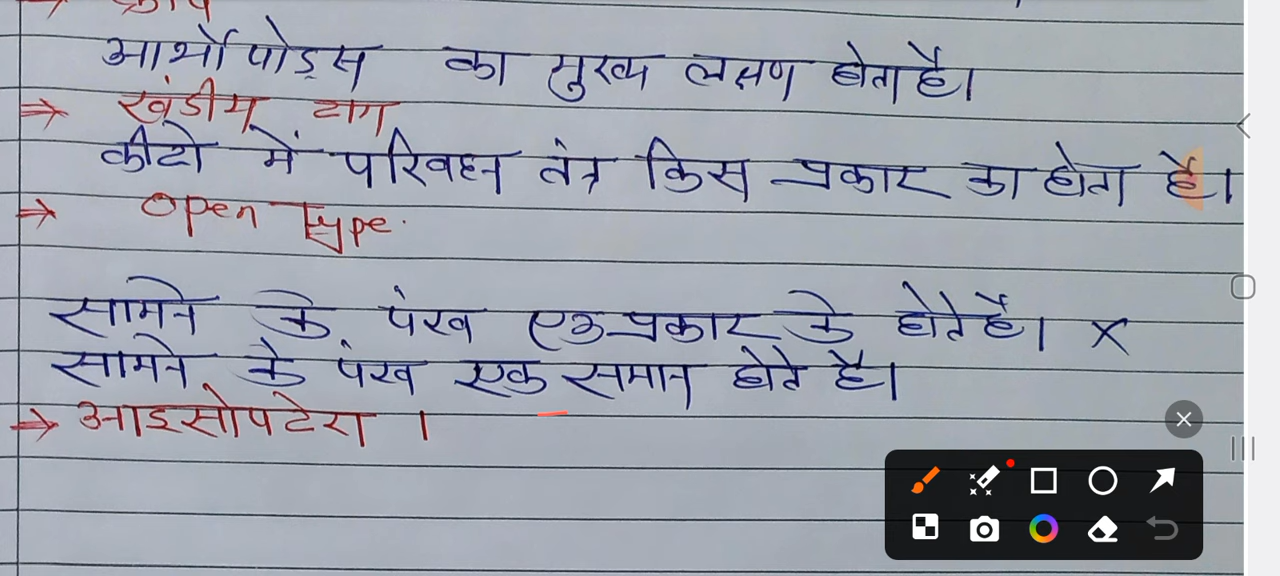 आर्थोपोड्स का मुख्य लक्षण होता है।
⇒ खंडीय टांग
कीटो में परिवहन तंत्र किस प्रकार का होता है।
⇒ Open Type.
सामने के पंख एक प्रकार के होते है। ×
सामने के पंख एक समान होते है।
⇒ आइसोपटेरा ।